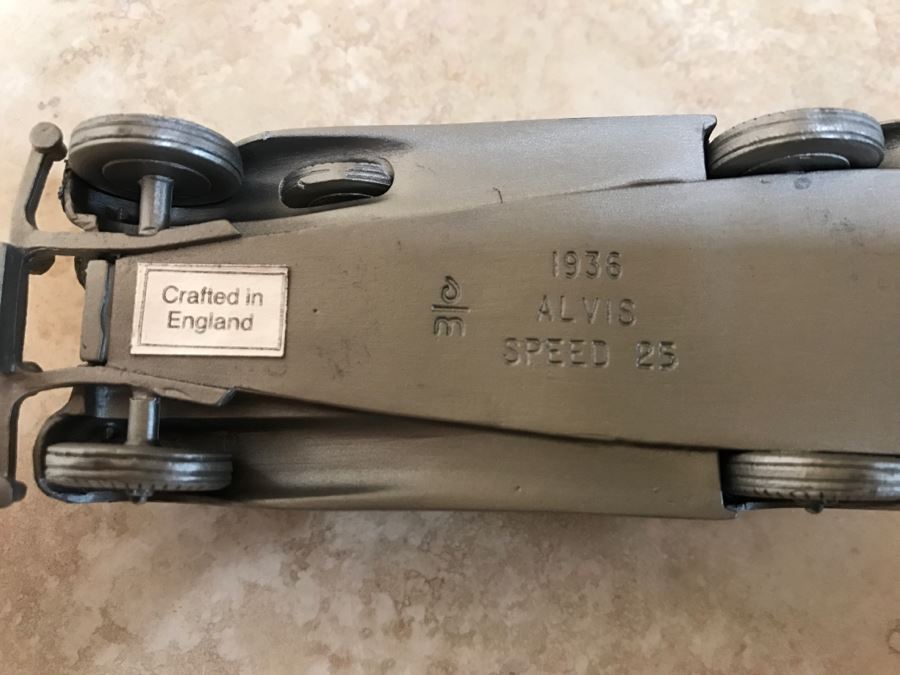 Crafted in
England
1936
ALVIS
SPEED 25